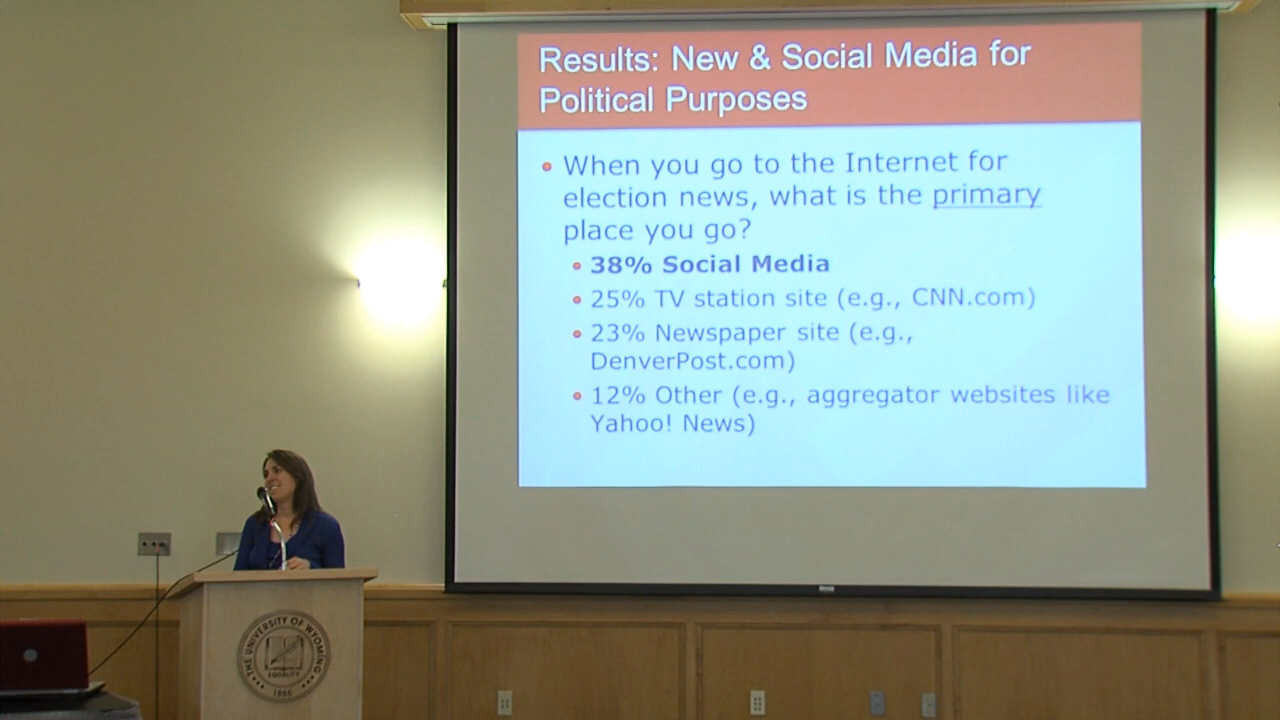 Results: New & Social Media for
Political Purposes
When you go to the Internet for
election news, what is the primary
place you go?
38% Social Media
25% TV station site (e.g., CNN.com)
23% Newspaper site (e.g.,
DenverPost.com)
12% Other (e.g., aggregator websites like
Yahoo! News)
THE UNIVERSITY OF WYOMING
EQUALITY
1886